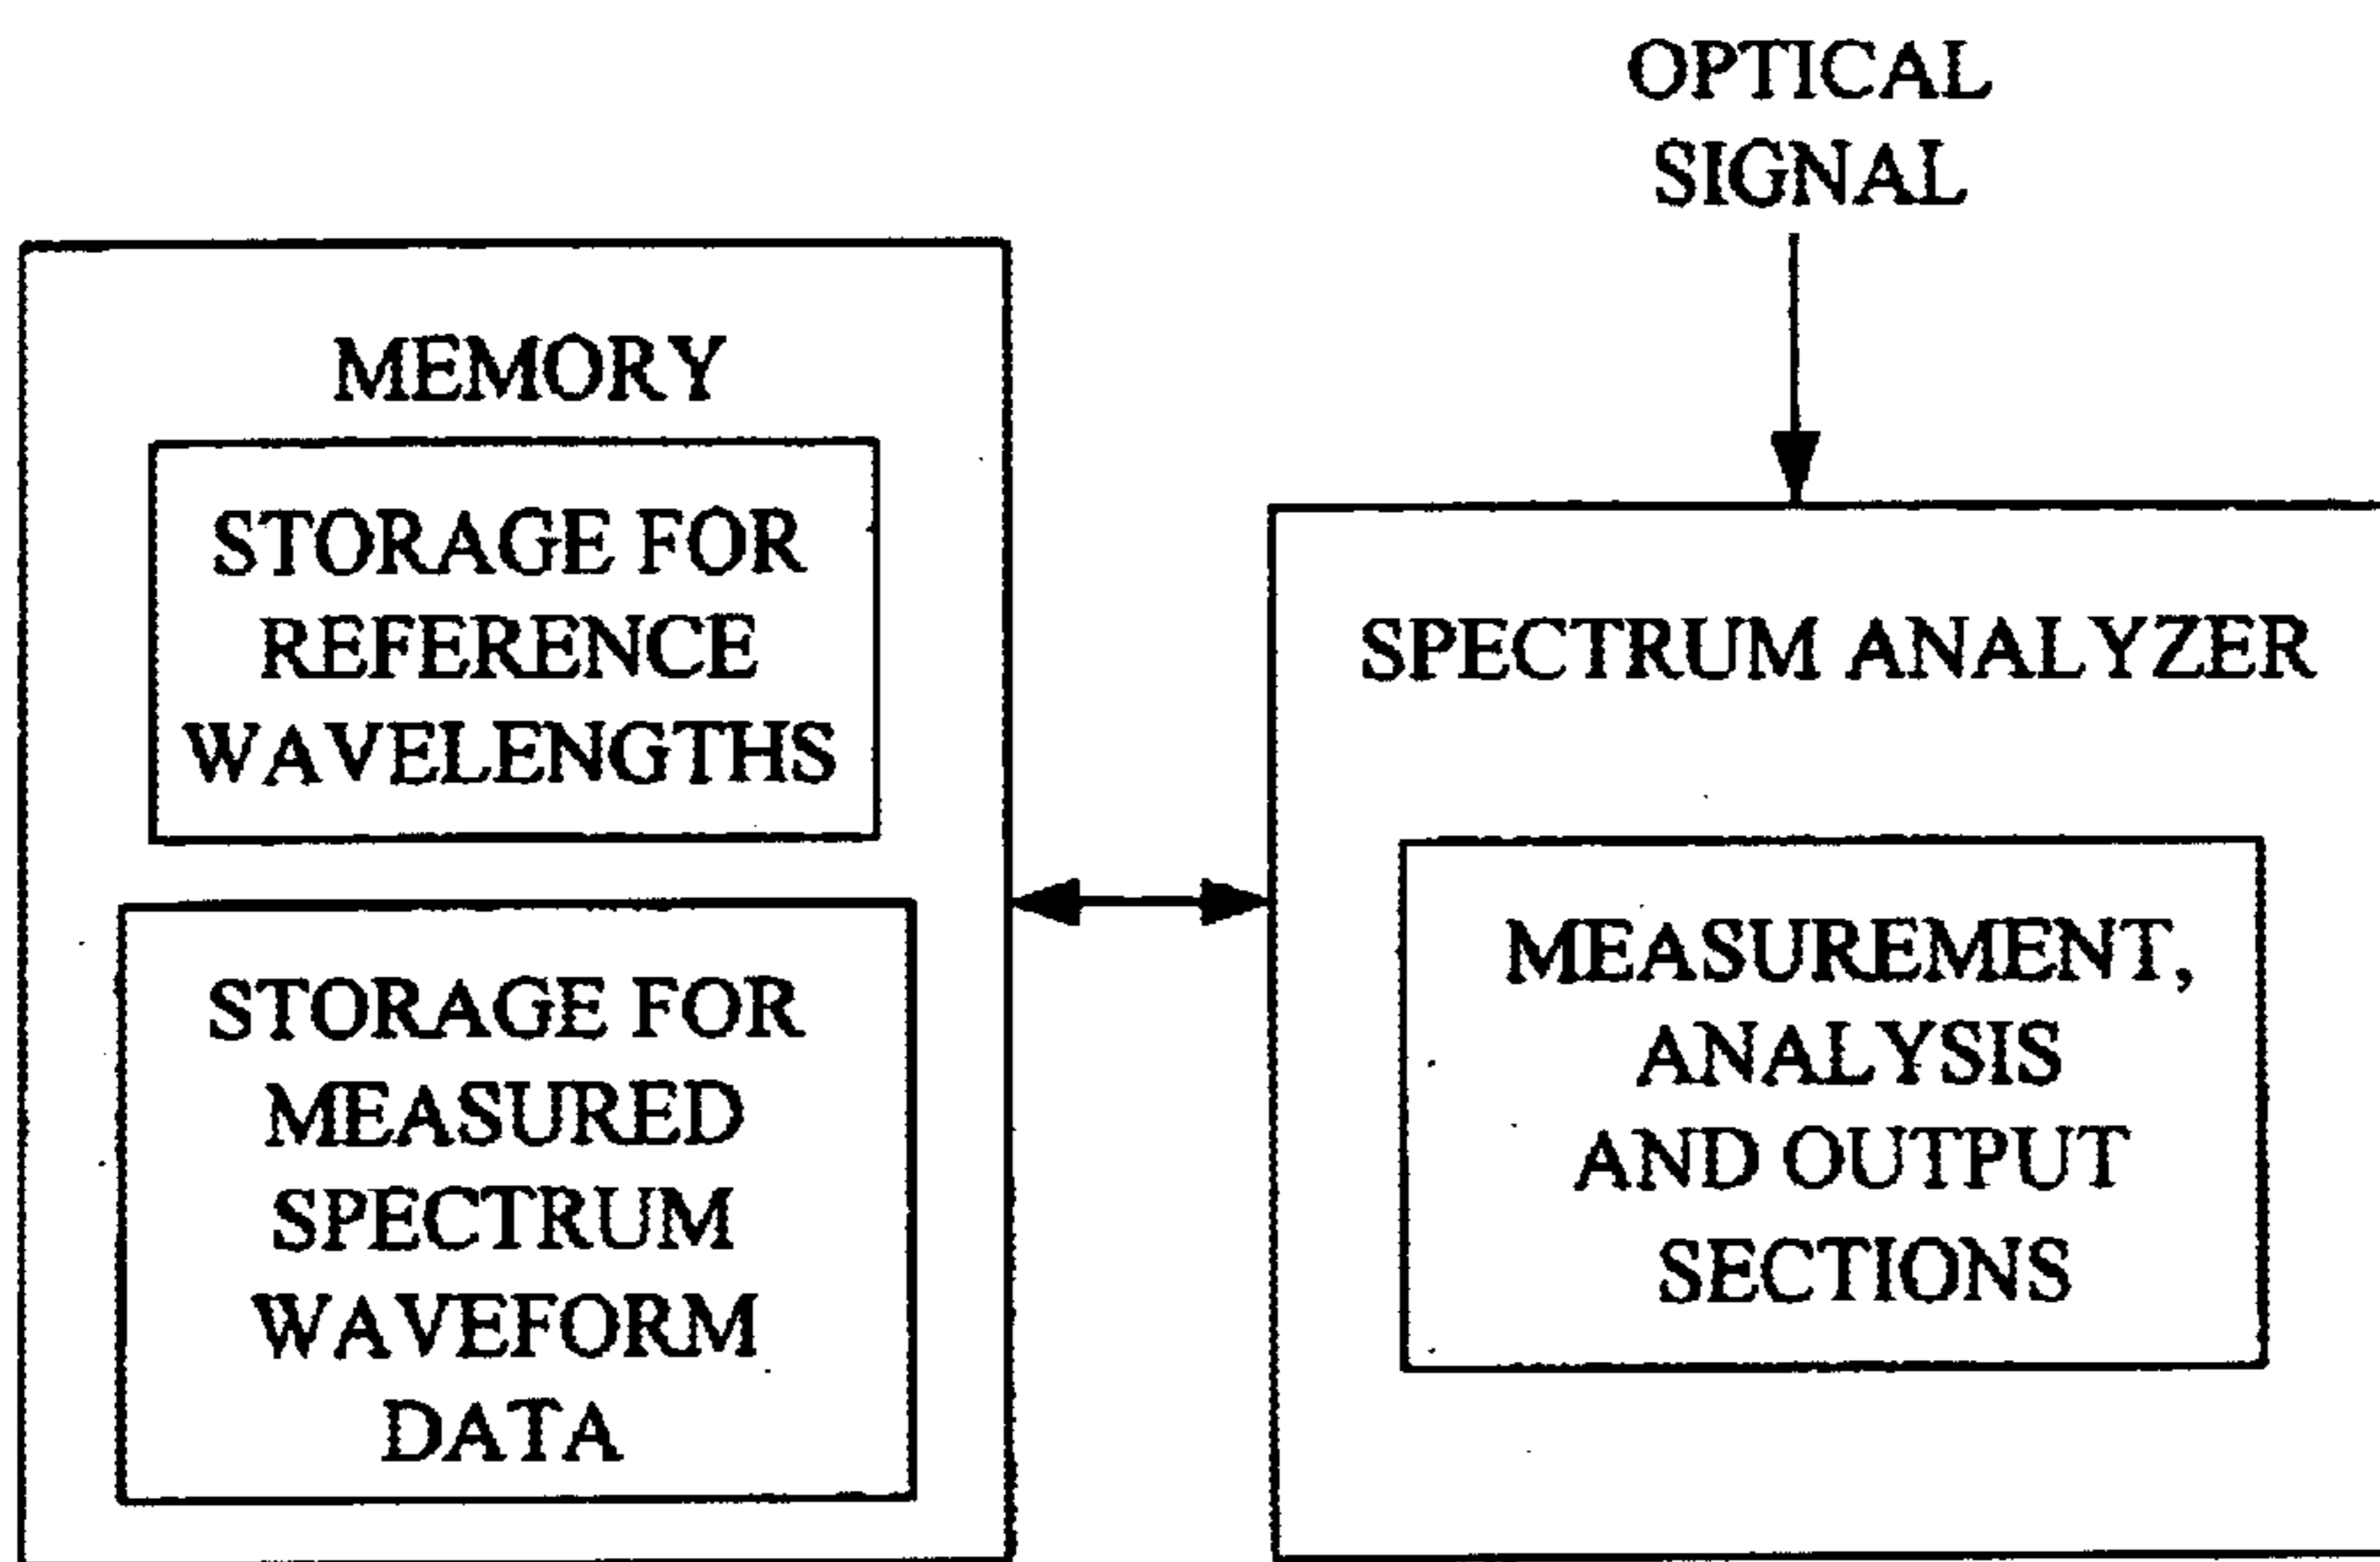 OPTICAL
SIGNAL
MEMORY
STORAGE FOR
REFERENCE
WAVELENGTHS
STORAGE FOR
MEASURED
SPECTRUM
WAVEFORM
DATA
SPECTRUM ANALYZER
MEASUREMENT,
ANALYSIS
AND OUTPUT
SECTIONS